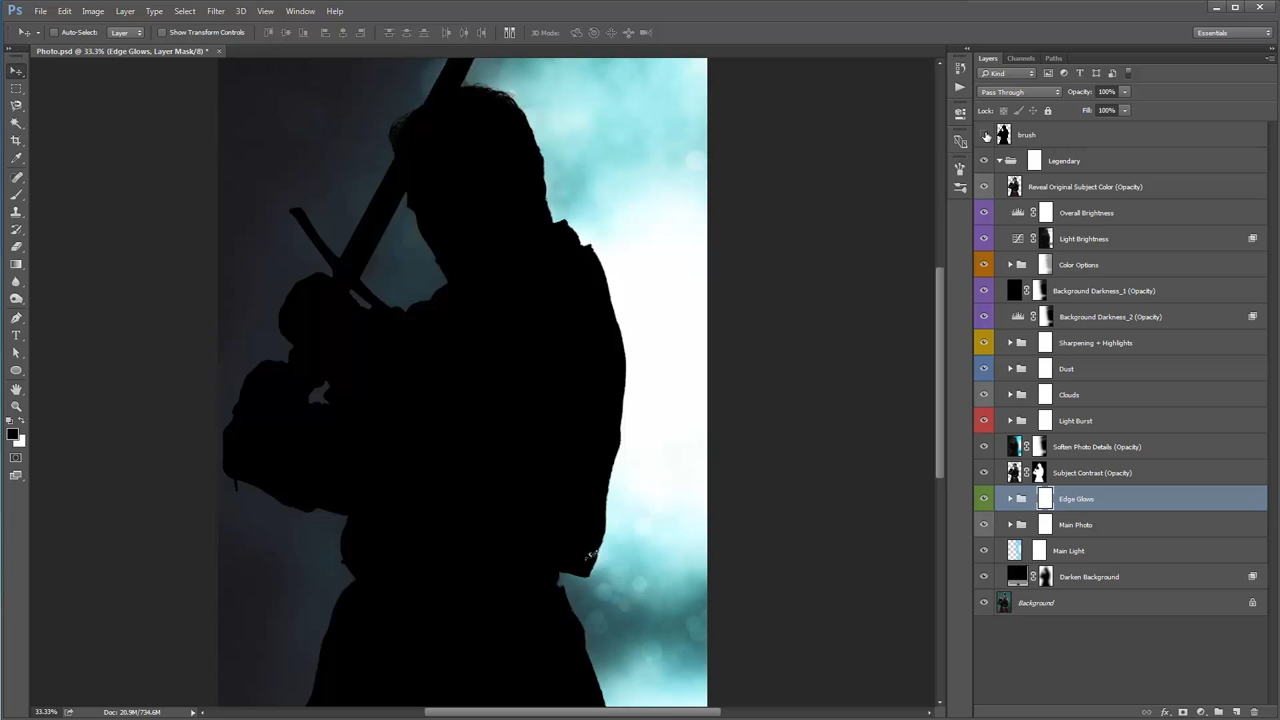 Ps File Edit Image Layer Type Select Filter 3D View Window Help
Auto-Select: Layer Show Transform Controls 3D Mode: Essentials
Photo.psd @ 33.3% (Edge Glows, Layer Mask/8) * ×
Layers Channels Paths
Kind
Pass Through Opacity: 100%
Lock: Fill: 100%
brush
Legendary
Reveal Original Subject Color (Opacity)
Overall Brightness
Light Brightness
Color Options
Background Darkness_1 (Opacity)
Background Darkness_2 (Opacity)
Sharpening + Highlights
Dust
Clouds
Light Burst
Soften Photo Details (Opacity)
Subject Contrast (Opacity)
Edge Glows
Main Photo
Main Light
Darken Background
Background
33.33% Doc: 20.9M/734.6M